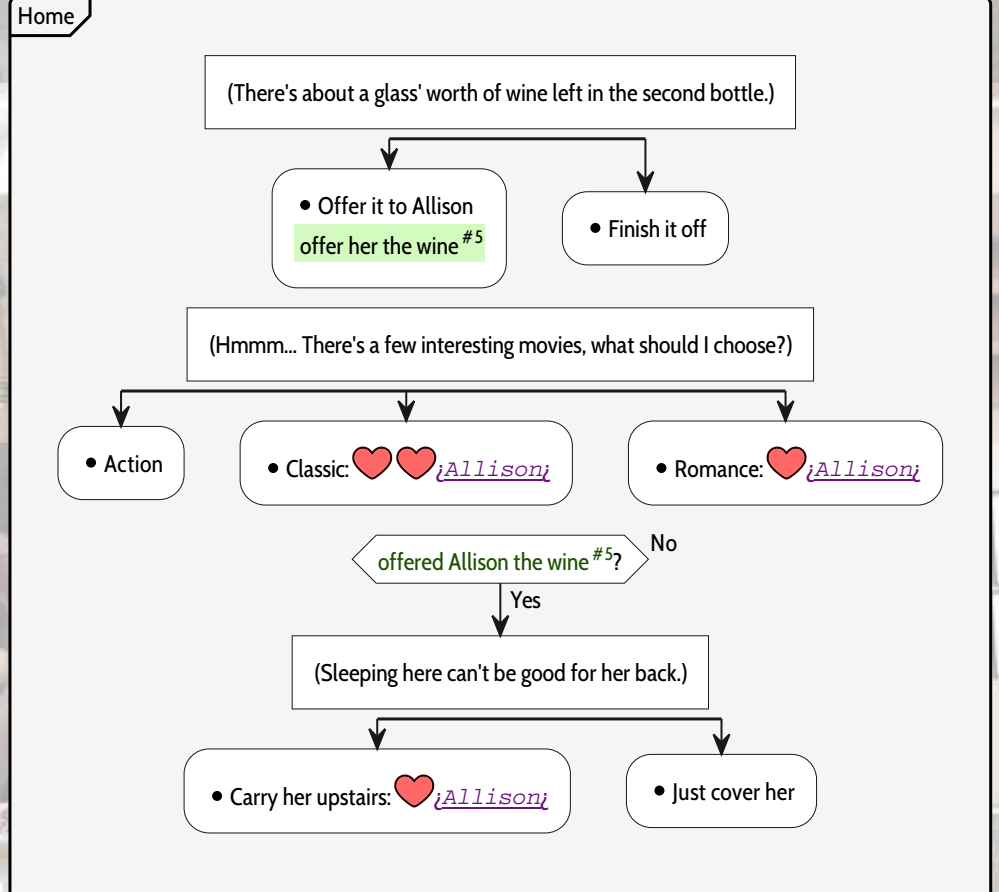 Home
(There's about a glass' worth of wine left in the second bottle.)
• Offer it to Allison
offer her the wine #5
• Finish it off
(Hmmm... There's a few interesting movies, what should I choose?)
• Action
• Classic: ¡Allison¿
• Romance: ¡Allison¿
offered Allison the wine #5?
No
Yes
(Sleeping here can't be good for her back.)
• Carry her upstairs: ¡Allison¿
• Just cover her